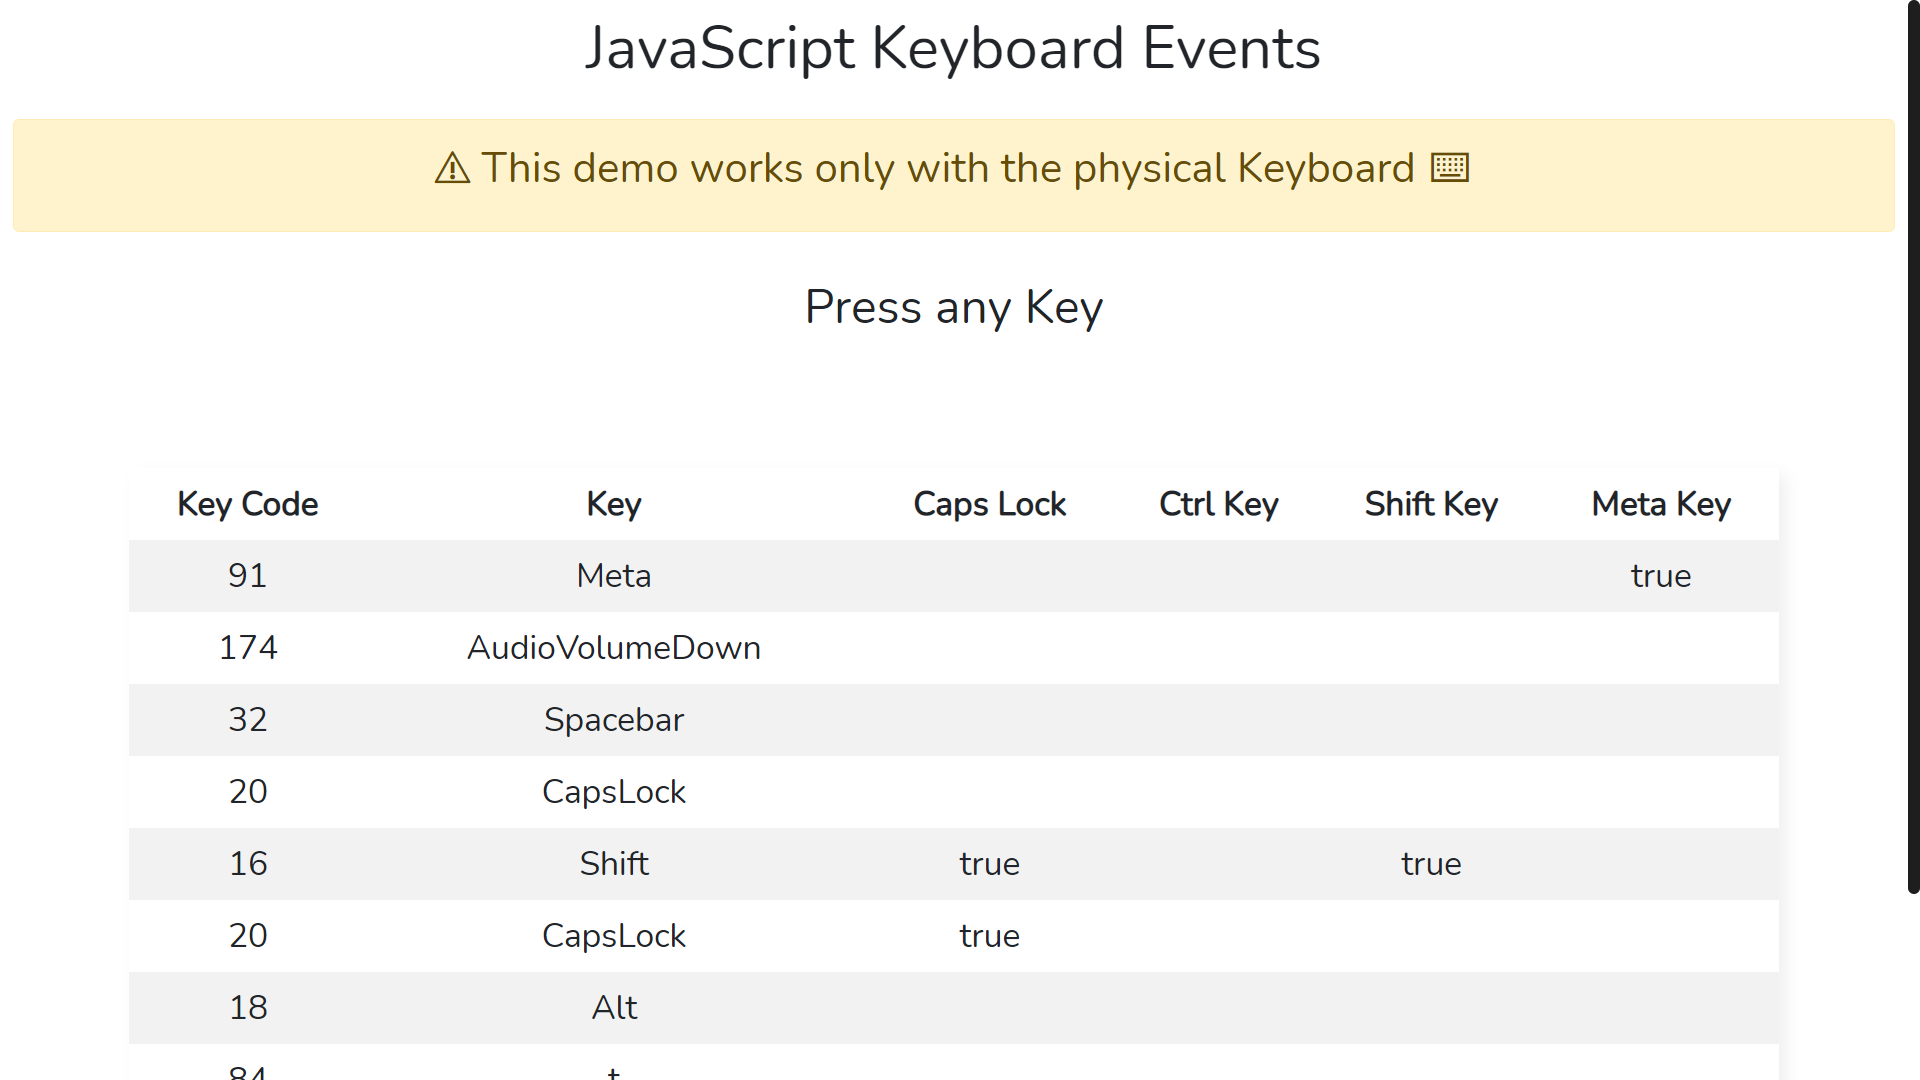 JavaScript Keyboard Events
⚠ This demo works only with the physical Keyboard ⌨
Press any Key
Key Code Key Caps Lock Ctrl Key Shift Key Meta Key
91 Meta true
174 AudioVolumeDown
32 Spacebar
20 CapsLock
16 Shift true true
20 CapsLock true
18 Alt
84 t